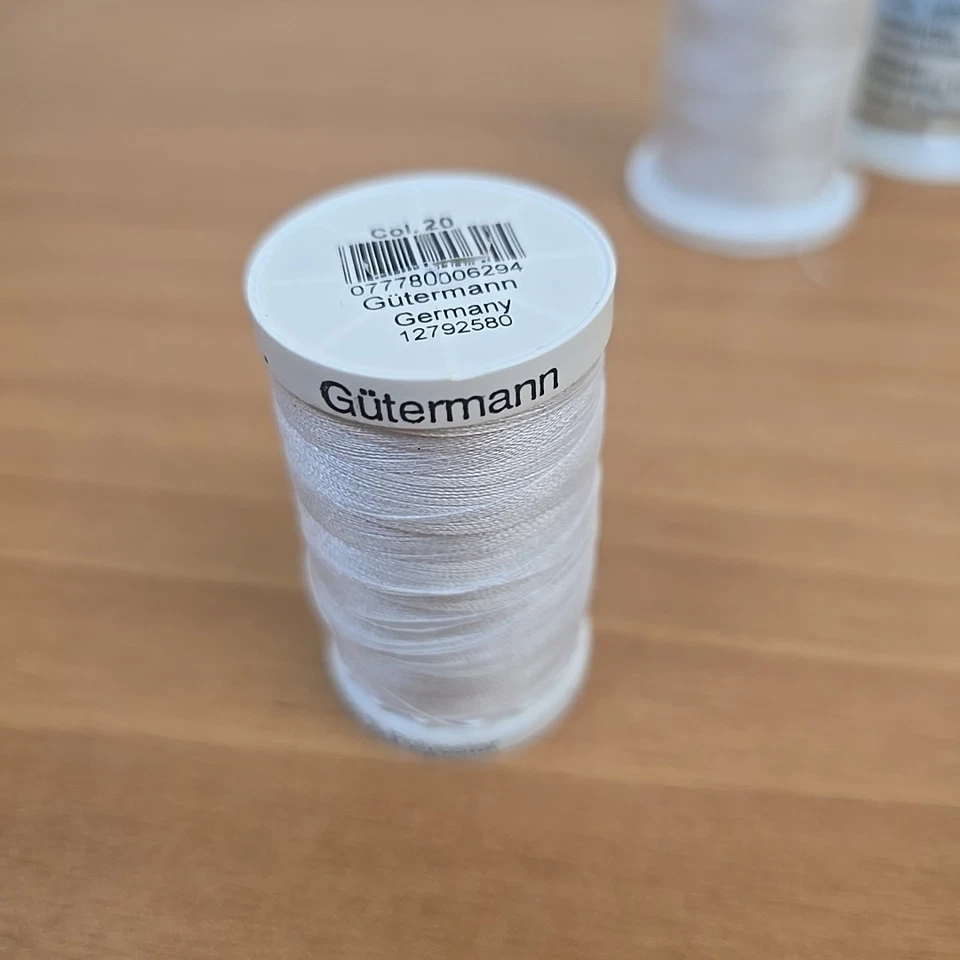 Col. 20
077780006294
Gütermann
Germany
12792580
Gütermann